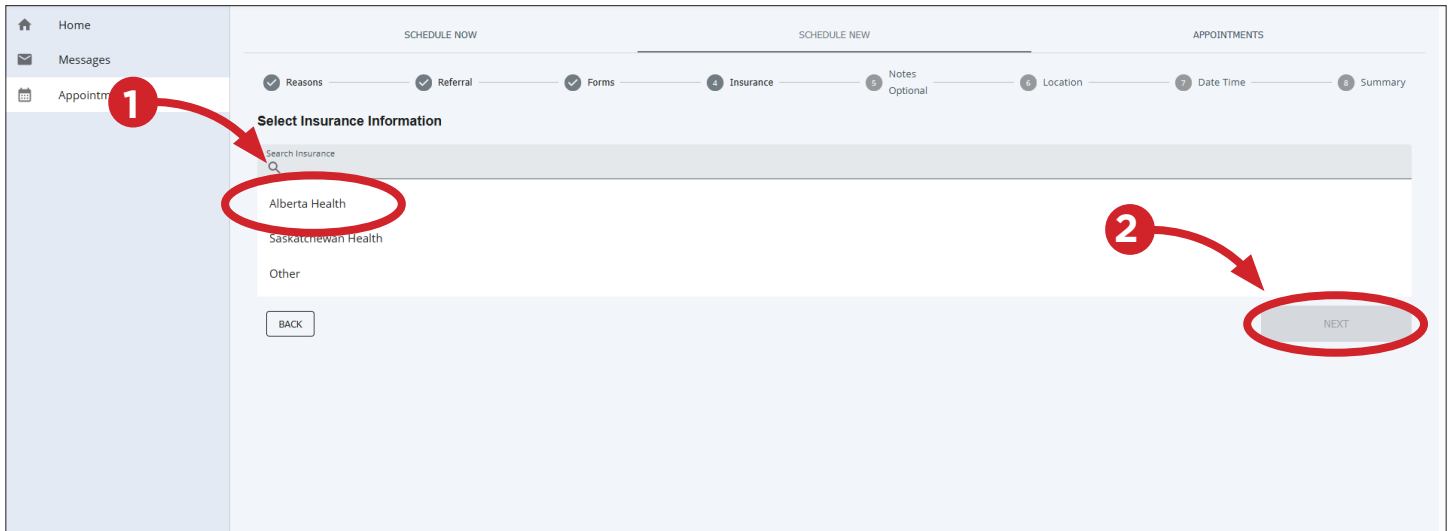 Home
Messages
Appointm
1
SCHEDULE NOW
SCHEDULE NEW
APPOINTMENTS
Reasons
Referral
Forms
4 Insurance
5 Notes
Optional
6 Location
7 Date Time
8 Summary
Select Insurance Information
Search Insurance
Alberta Health
Saskatchewan Health
Other
2
BACK
NEXT